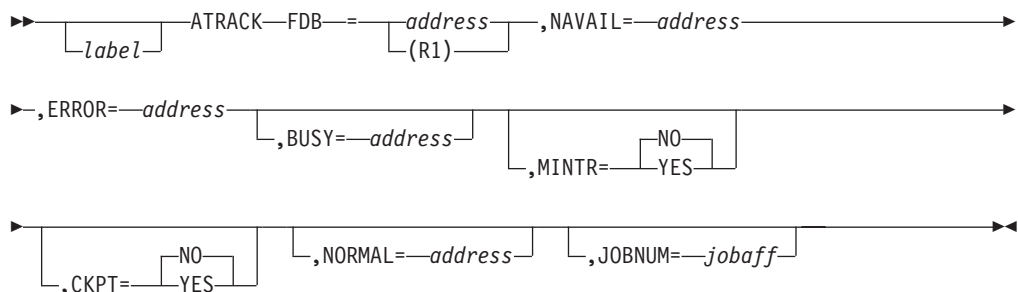 ATRACK FDB = address ,NAVAIL= address
label (R1)
,ERROR= address NO
,BUSY= address ,MINTR= YES
NO ,NORMAL= address ,JOBNUM= jobaff
,CKPT= YES